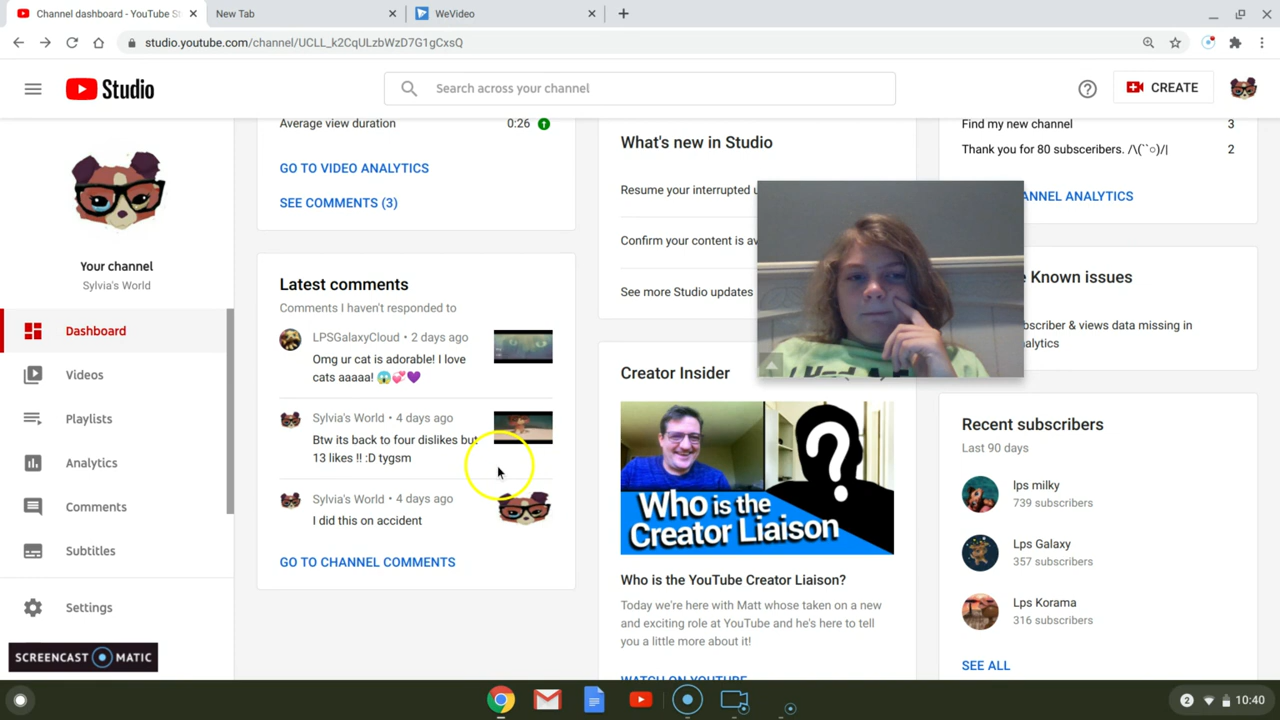 Channel dashboard - YouTube St
New Tab
WeVideo
studio.youtube.com/channel/UCLL_k2CqULzbWzD7G1gCxsQ
Studio
Search across your channel
CREATE
Your channel
Sylvia's World
Dashboard
Videos
Playlists
Analytics
Comments
Subtitles
Settings
SCREENCAST MATIC
Average view duration 0:26
GO TO VIDEO ANALYTICS
SEE COMMENTS (3)
Latest comments
Comments I haven't responded to
LPSGalaxyCloud • 2 days ago
Omg ur cat is adorable! I love
cats aaaaa! 😱💞💜
Sylvia's World • 4 days ago
Btw its back to four dislikes but
13 likes !! :D tygsm
Sylvia's World • 4 days ago
I did this on accident
GO TO CHANNEL COMMENTS
What's new in Studio
Resume your interrupted u
Confirm your content is av
See more Studio updates
Creator Insider
Who is the
Creator Liaison?
Who is the YouTube Creator Liaison?
Today we're here with Matt whose taken on a new
and exciting role at YouTube and he's here to tell
you a little more about it!
WATCH ON YOUTUBE
Find my new channel 3
Thank you for 80 subscribers. /\(``○)/| 2
ANNEL ANALYTICS
e Known issues
bscriber & views data missing in
nalytics
Recent subscribers
Last 90 days
lps milky
739 subscribers
Lps Galaxy
357 subscribers
Lps Korama
316 subscribers
SEE ALL
2
10:40